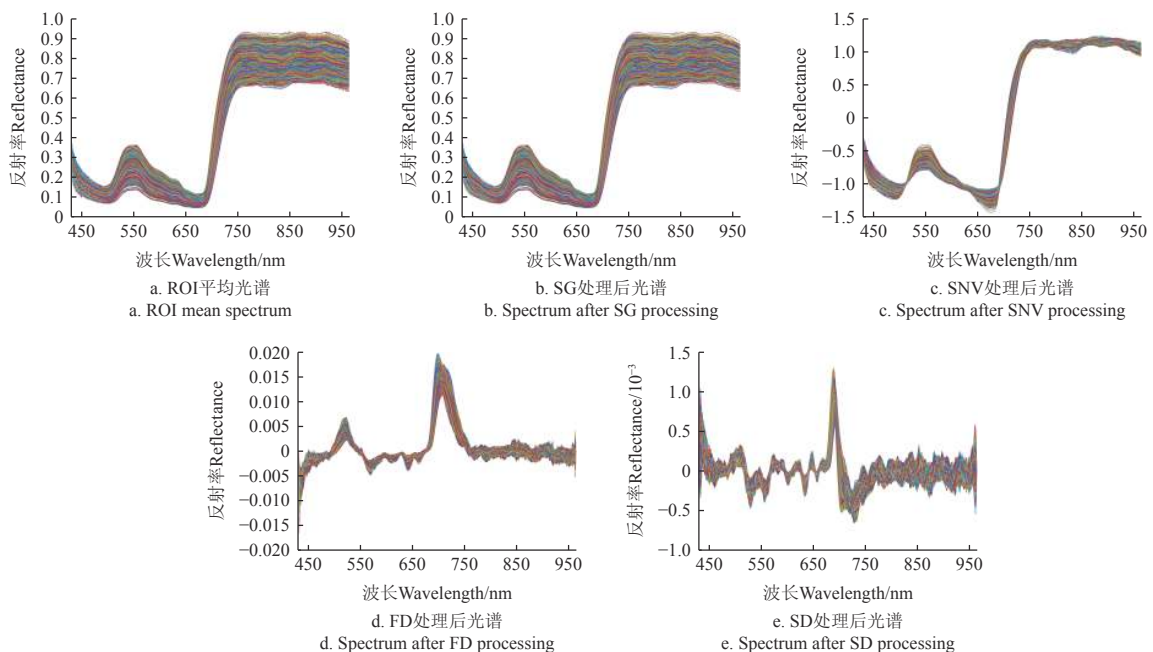 1.0
0.9
0.8
0.7
0.6
0.5
0.4
0.3
0.2
0.1
0
反射率Reflectance
450 550 650 750 850 950
波长Wavelength/nm
a. ROI平均光谱
a. ROI mean spectrum
1.0
0.9
0.8
0.7
0.6
0.5
0.4
0.3
0.2
0.1
0
反射率Reflectance
450 550 650 750 850 950
波长Wavelength/nm
b. SG处理后光谱
b. Spectrum after SG processing
1.5
1.0
0.5
0
−0.5
−1.0
−1.5
反射率Reflectance
450 550 650 750 850 950
波长Wavelength/nm
c. SNV处理后光谱
c. Spectrum after SNV processing
0.020
0.015
0.010
0.005
0
−0.005
−0.010
−0.015
−0.020
反射率Reflectance
450 550 650 750 850 950
波长Wavelength/nm
d. FD处理后光谱
d. Spectrum after FD processing
1.5
1.0
0.5
0
−0.5
−1.0
反射率Reflectance/10⁻³
450 550 650 750 850 950
波长Wavelength/nm
e. SD处理后光谱
e. Spectrum after SD processing